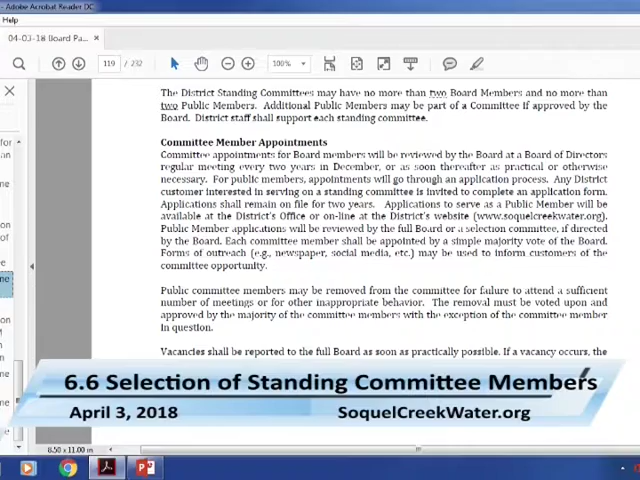 - Adobe Acrobat Reader DC
Help
04-03-18 Board Pa... ×
119 / 232
100%
The District Standing Committees may have no more than two Board Members and no more than
two Public Members. Additional Public Members may be part of a Committee if approved by the
Board. District staff shall support each standing committee.
Committee Member Appointments
Committee appointments for Board members will be reviewed by the Board at a Board of Directors
regular meeting every two years in December, or as soon thereafter as practical or otherwise
necessary. For public members, appointments will go through an application process. Any District
customer interested in serving on a standing committee is invited to complete an application form.
Applications shall remain on file for two years. Applications to serve as a Public Member will be
available at the District's Office or on-line at the District's website (www.soquelcreekwater.org).
Public Member applications will be reviewed by the full Board or a selection committee, if directed
by the Board. Each committee member shall be appointed by a simple majority vote of the Board.
Forms of outreach (e.g., newspaper, social media, etc.) may be used to inform customers of the
committee opportunity.
Public committee members may be removed from the committee for failure to attend a sufficient
number of meetings or for other inappropriate behavior. The removal must be voted upon and
approved by the majority of the committee members with the exception of the committee member
in question.
Vacancies shall be reported to the full Board as soon as practically possible. If a vacancy occurs, the
6.6 Selection of Standing Committee Members
April 3, 2018 SoquelCreekWater.org
8.50 x 11.00 in